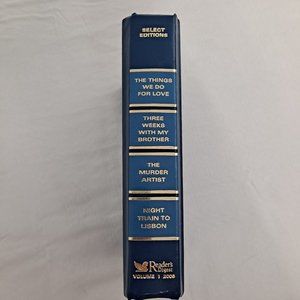 SELECT
EDITIONS
THE THINGS
WE DO
FOR LOVE
THREE
WEEKS
WITH MY
BROTHER
THE
MURDER
ARTIST
NIGHT
TRAIN TO
LISBON
Reader's
Digest
VOLUME 1 2005